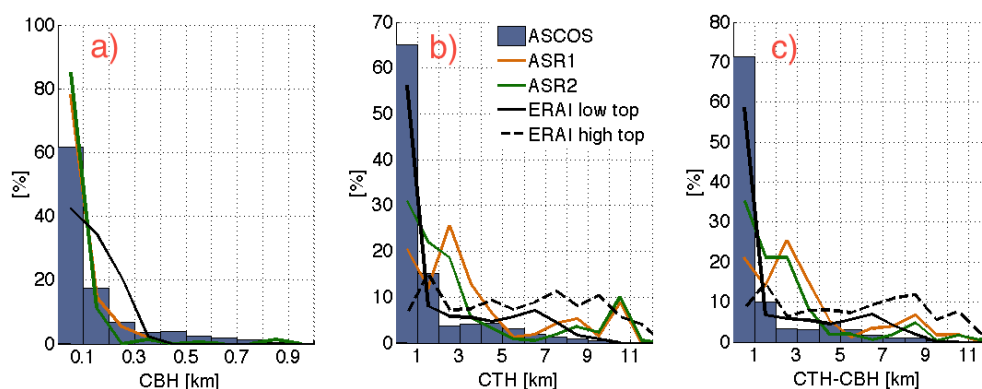 a)
100
80
60
40
20
0
[%]
0.1 0.3 0.5 0.7 0.9
CBH [km]
b)
70
60
50
40
30
20
10
0
[%]
1 3 5 7 9 11
CTH [km]
ASCOS
ASR1
ASR2
ERAI low top
ERAI high top
c)
80
70
60
50
40
30
20
10
0
[%]
1 3 5 7 9 11
CTH-CBH [km]